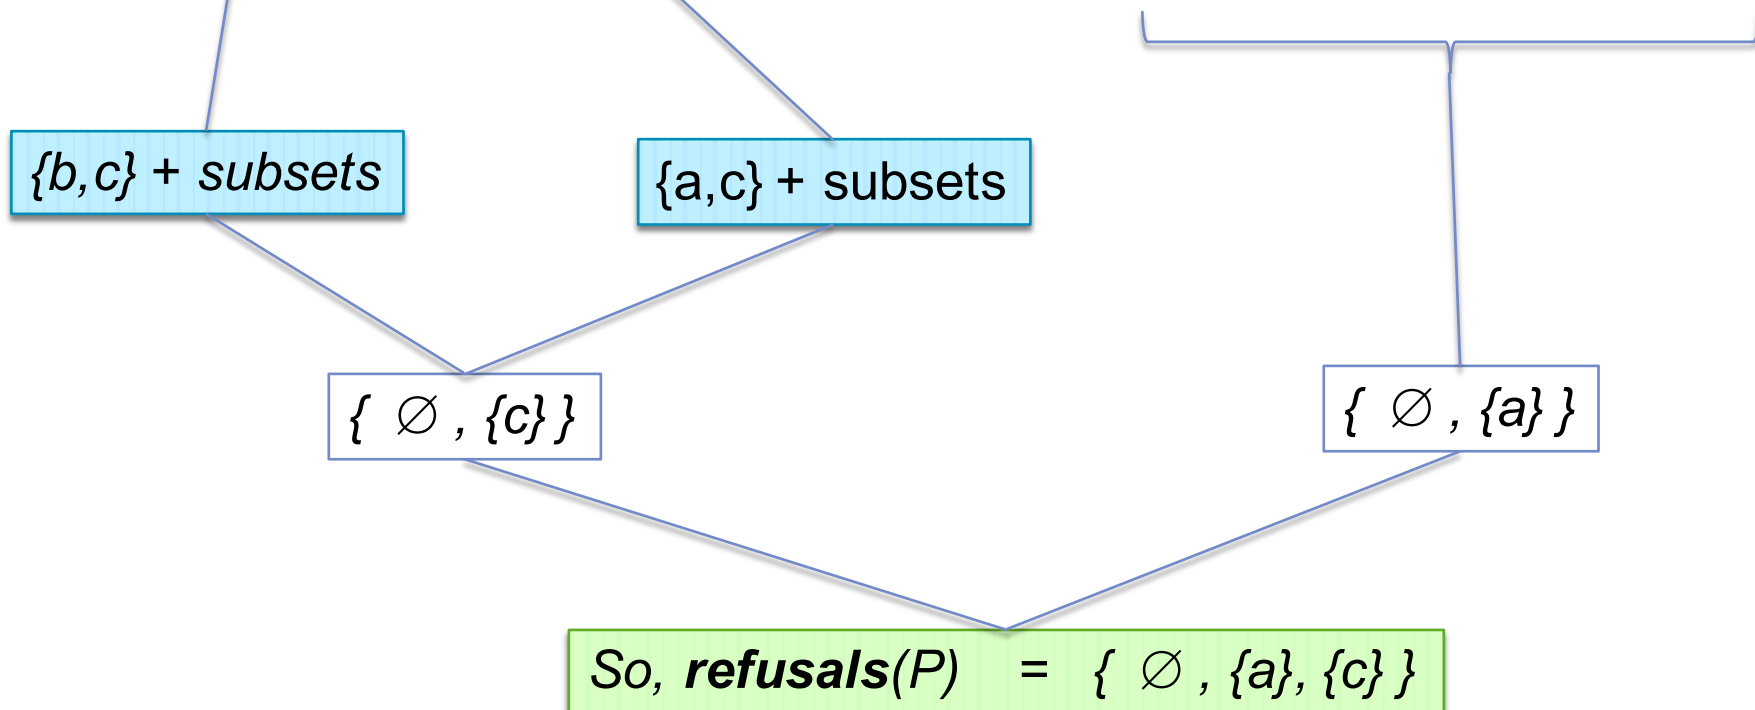 {b,c} + subsets
{a,c} + subsets
{ ∅ , {c} }
{ ∅ , {a} }
So, refusals(P) = { ∅ , {a}, {c} }